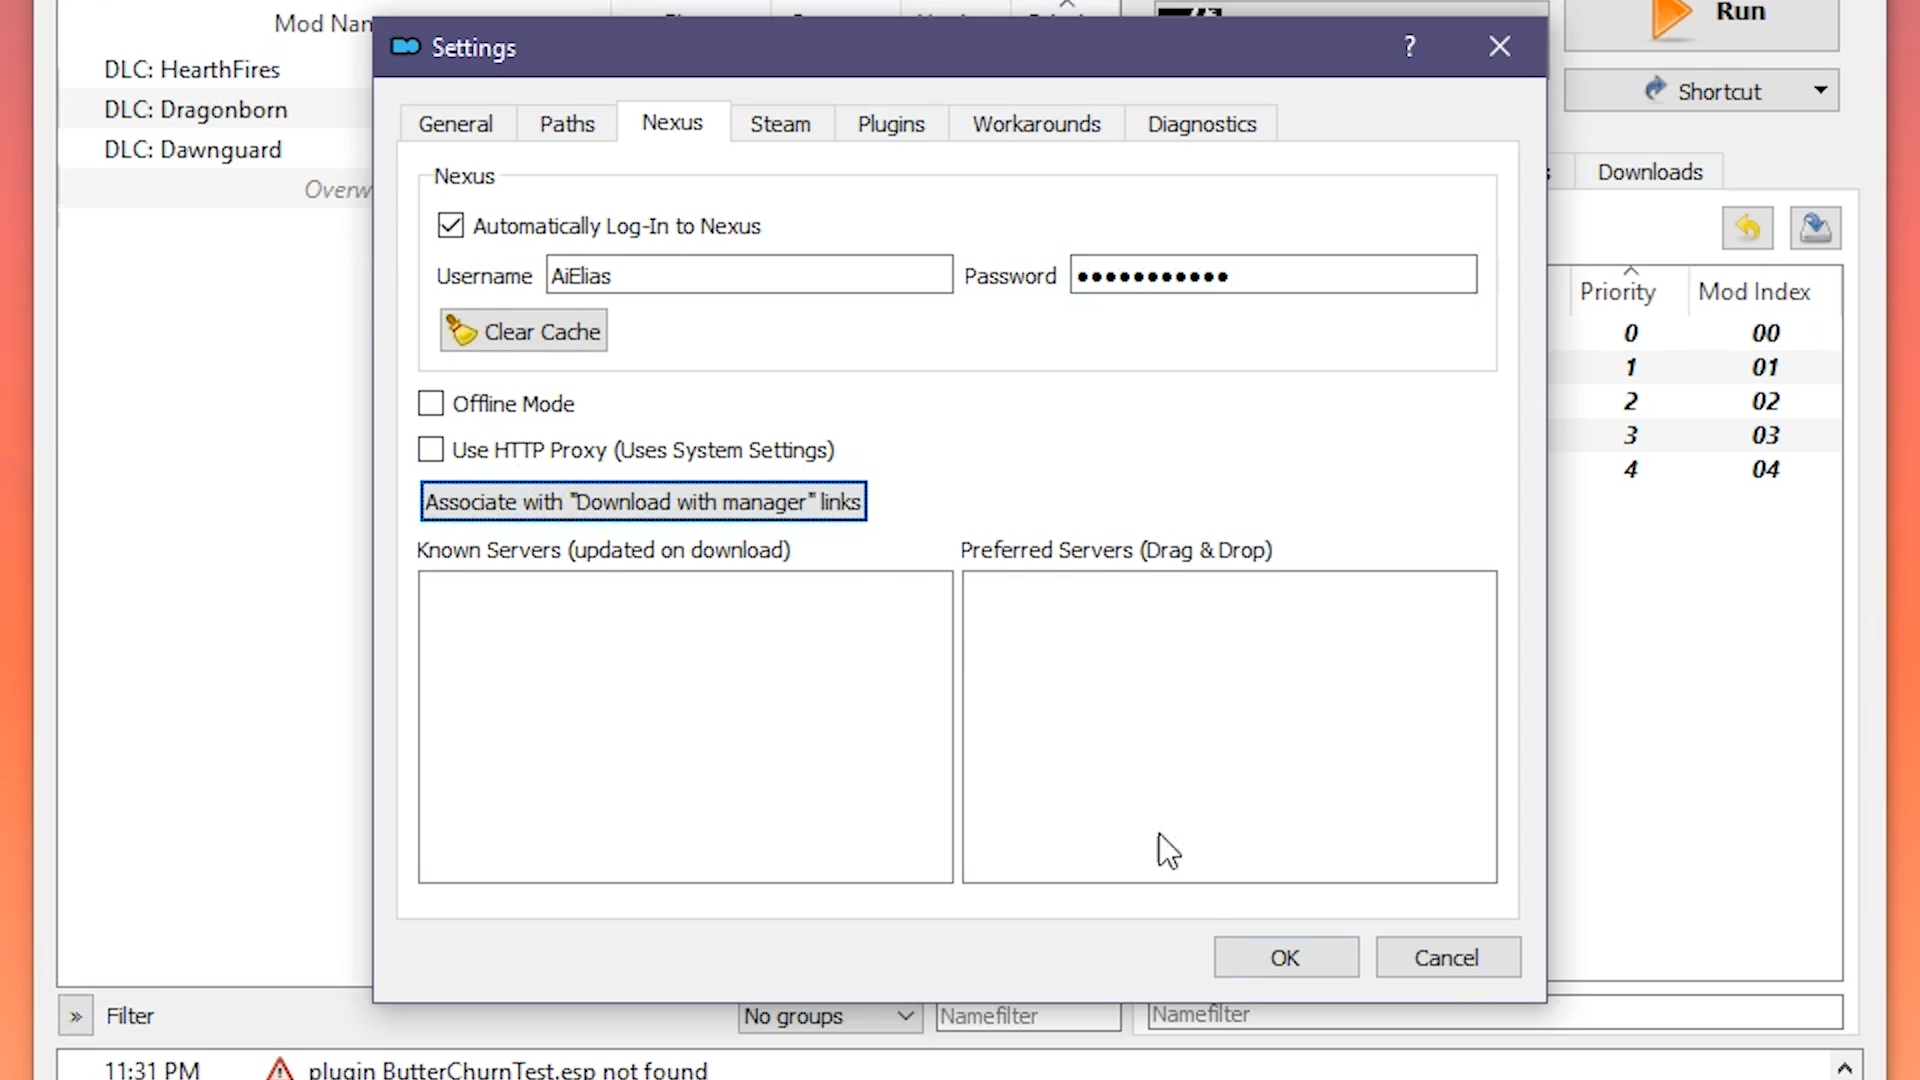 Mod Nam
Run
Settings
?
DLC: HearthFires
DLC: Dragonborn
DLC: Dawnguard
Overw
Shortcut
General Paths Nexus Steam Plugins Workarounds Diagnostics
Downloads
Nexus
Automatically Log-In to Nexus
Username AiElias Password
Clear Cache
Priority Mod Index
0 00
1 01
2 02
3 03
4 04
Offline Mode
Use HTTP Proxy (Uses System Settings)
Associate with "Download with manager" links
Known Servers (updated on download) Preferred Servers (Drag & Drop)
OK Cancel
» Filter No groups Namefilter Namefilter
11:31 PM plugin ButterChurnTest.esp not found